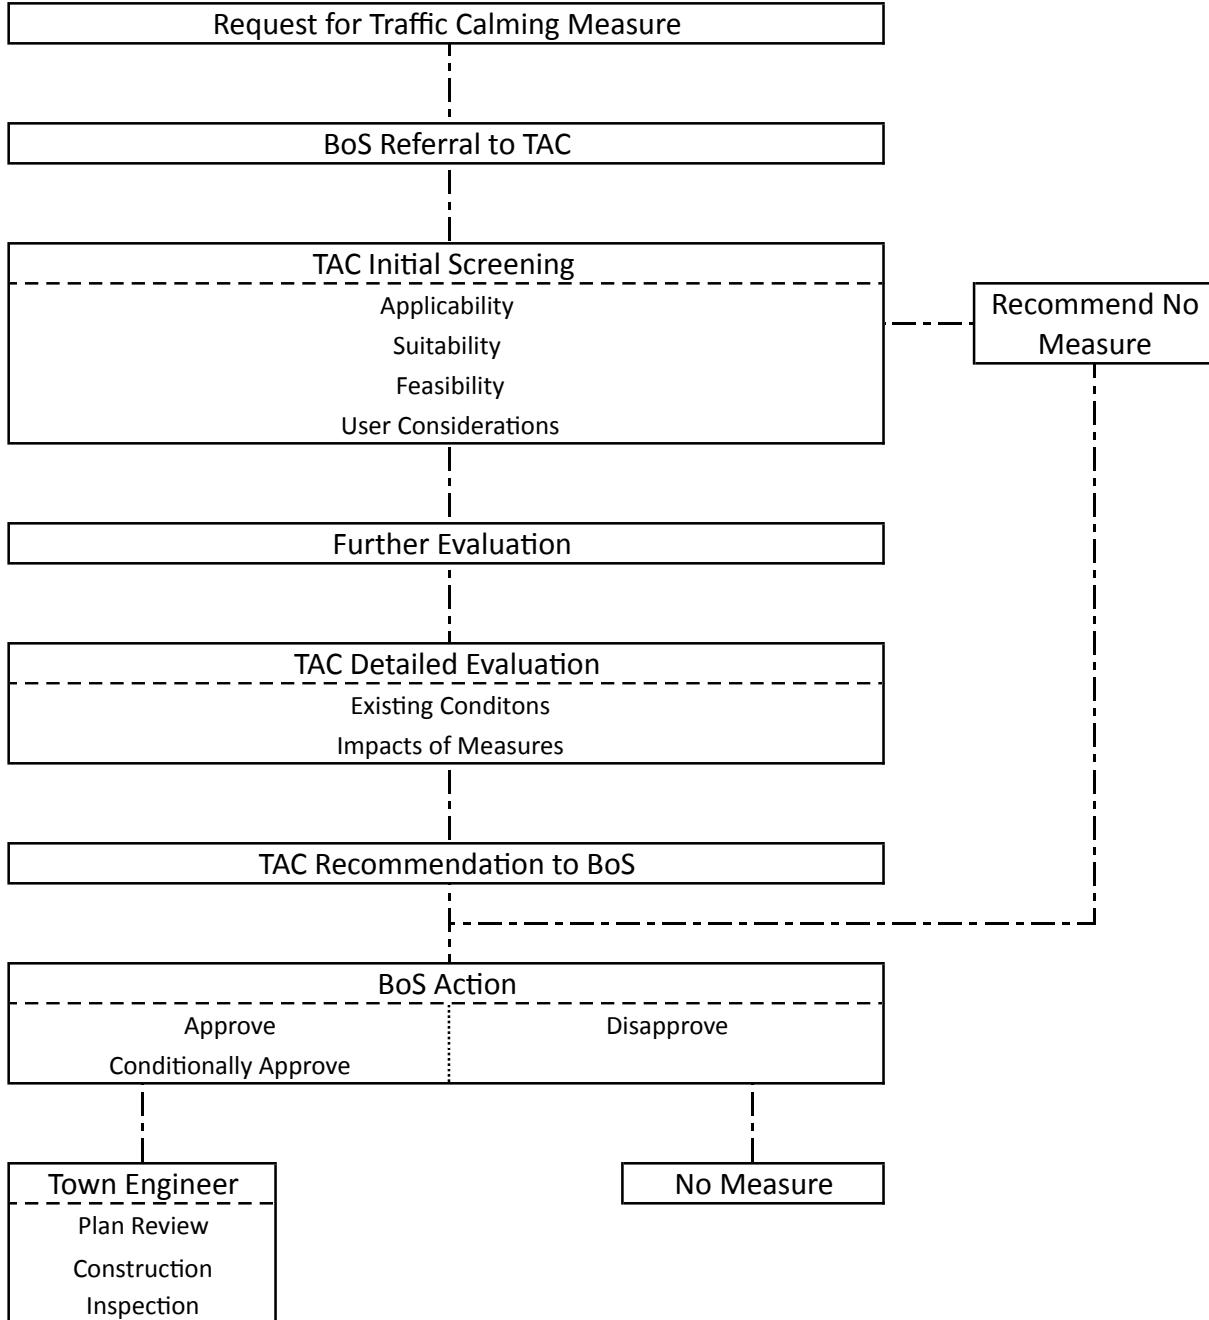 Request for Traffic Calming Measure
BoS Referral to TAC
TAC Initial Screening
Applicability
Suitability
Feasibility
User Considerations
Recommend No
Measure
Further Evaluation
TAC Detailed Evaluation
Existing Conditons
Impacts of Measures
TAC Recommendation to BoS
BoS Action
Approve
Conditionally Approve
Disapprove
Town Engineer
Plan Review
Construction
Inspection
No Measure